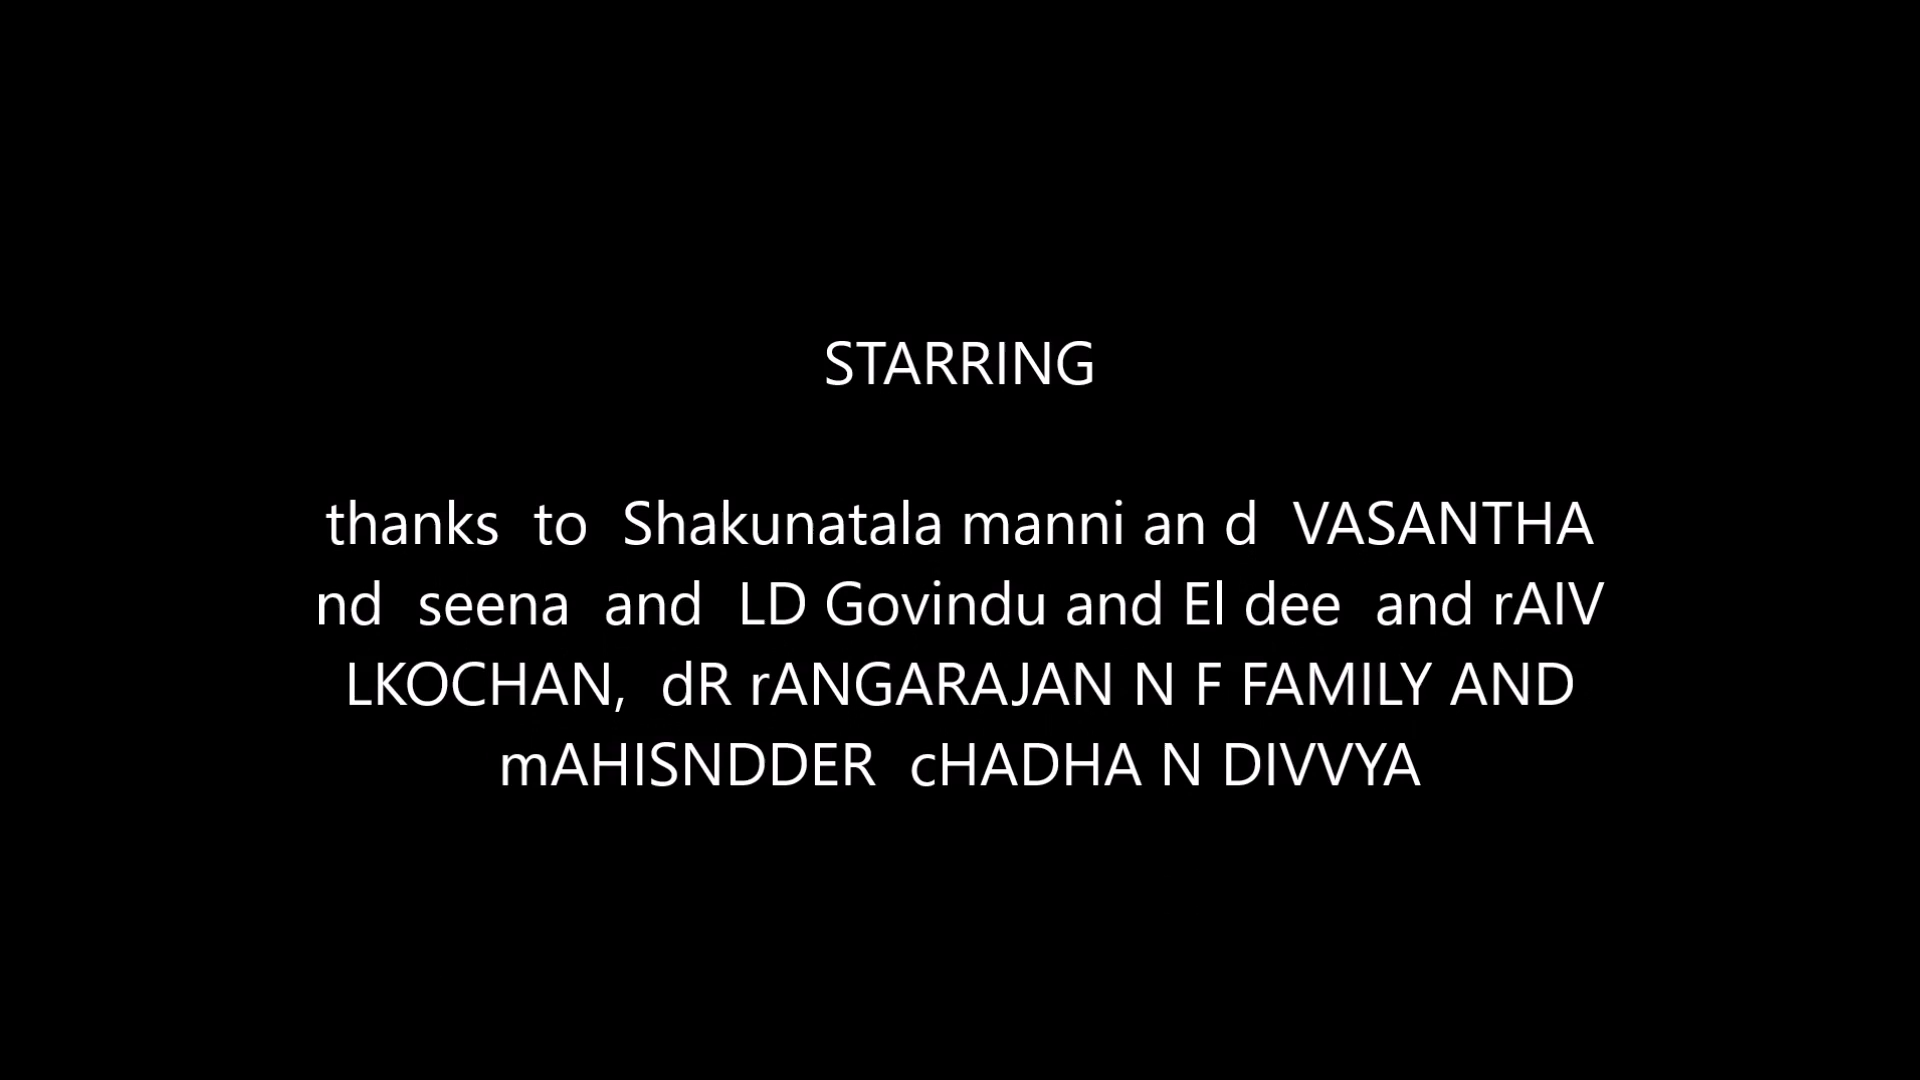 STARRING
thanks  to  Shakunatala manni an d  VASANTHA
nd  seena  and  LD Govindu and El dee  and rAIV
LKOCHAN,  dR rANGARAJAN N F FAMILY AND
mAHISNDDER  cHADHA N DIVVYA